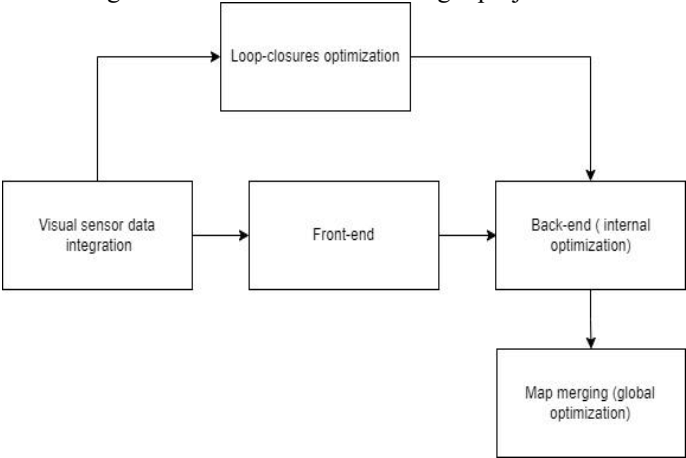 Loop-closures optimization
Visual sensor data
integration
Front-end
Back-end ( internal
optimization)
Map merging (global
optimization)